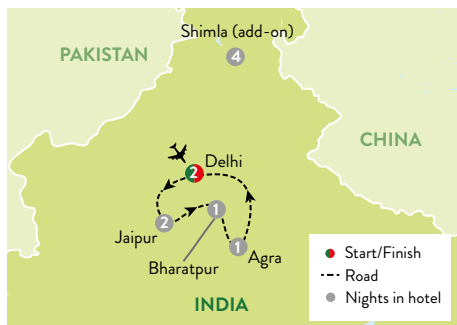 Shimla (add-on)
4
PAKISTAN
CHINA
2
Delhi
2
Jaipur
1
Bharatpur
1
Agra
INDIA
Start/Finish
Road
Nights in hotel